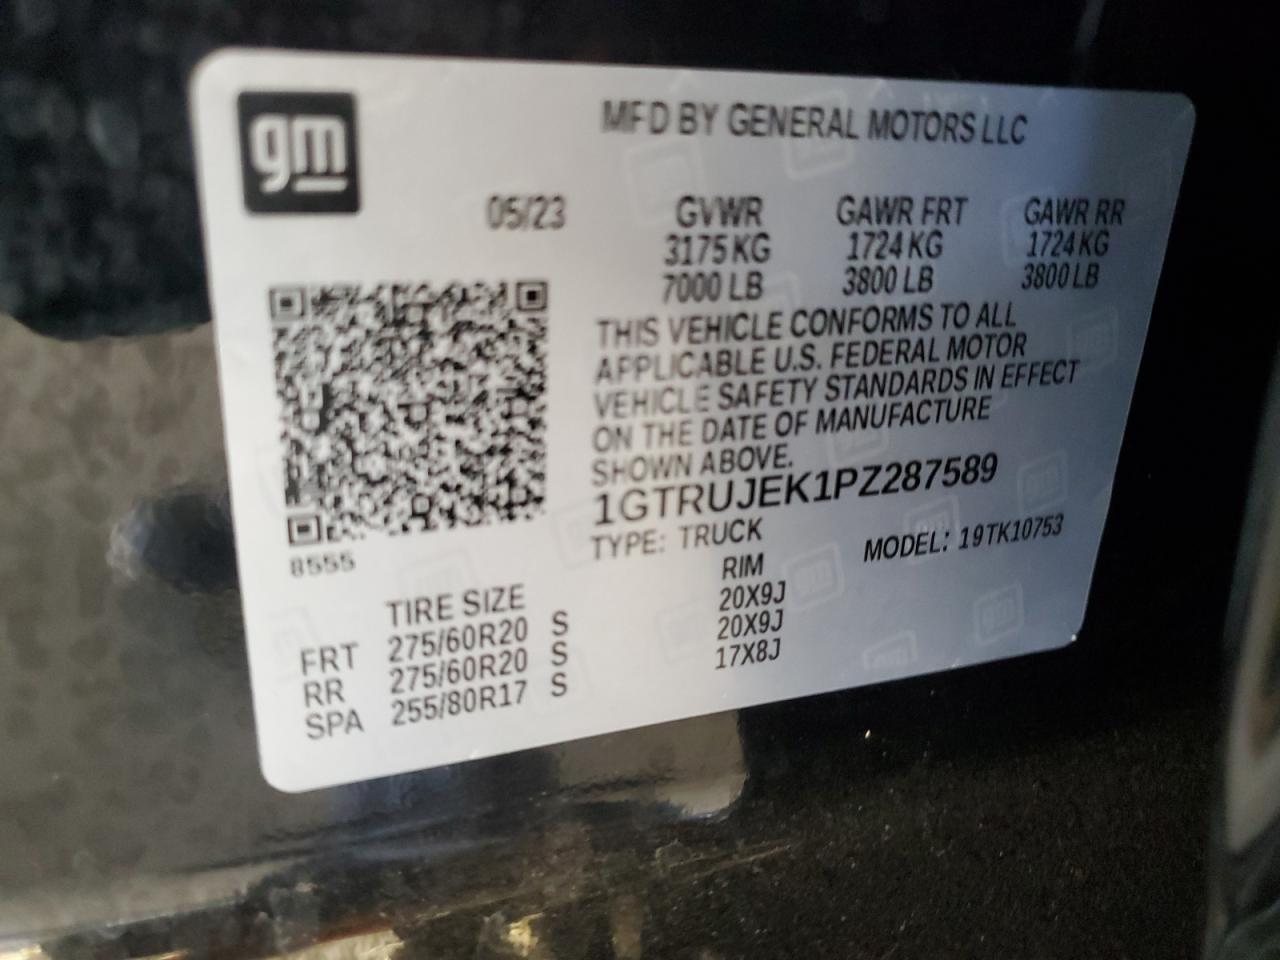 gm
MFD BY GENERAL MOTORS LLC
05/23 GVWR GAWR FRT GAWR RR
3175 KG 1724 KG 1724 KG
7000 LB 3800 LB 3800 LB
THIS VEHICLE CONFORMS TO ALL
APPLICABLE U.S. FEDERAL MOTOR
VEHICLE SAFETY STANDARDS IN EFFECT
ON THE DATE OF MANUFACTURE
SHOWN ABOVE.
1GTRUJEK1PZ287589
TYPE: TRUCK MODEL: 19TK10753
8555
TIRE SIZE RIM
FRT 275/60R20 S 20X9J
RR 275/60R20 S 20X9J
SPA 255/80R17 S 17X8J